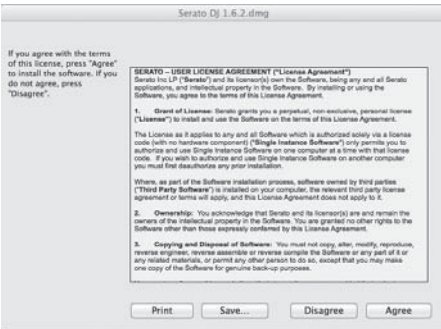 Serato DJ 1.6.2.dmg
If you agree with the terms
of this license, press "Agree"
to install the software. If you
do not agree, press
"Disagree".
SERATO – USER LICENSE AGREEMENT ("License Agreement")
Serato Inc LP ("Serato") and its licensor(s) own the Software, being any and all Serato
applications, and intellectual property in the Software. By installing or using the
Software, you agree to the terms of this License Agreement.
1. Grant of License: Serato grants you a perpetual, non-exclusive, personal license
("License") to install and use the Software on the terms of this License Agreement.
The License as it applies to any and all Software which is authorized solely via a license
code (with no hardware component) ("Single Instance Software") only permits you to
authorize and use Single Instance Software on one computer at a time with that license
code. If you wish to authorize and use Single Instance Software on another computer
you must first deauthorize any prior installation.
Where, as part of the Software installation process, software owned by third parties
("Third Party Software") is installed on your computer, the relevant third party license
agreement or terms will apply, and this License Agreement does not apply to it.
2. Ownership: You acknowledge that Serato and its licensor(s) are and remain the
owners of the intellectual property in the Software. You are granted no other rights to the
Software other than those expressly conferred by this License Agreement.
3. Copying and Disposal of Software: You must not copy, alter, modify, reproduce,
reverse engineer, reverse assemble or reverse compile the Software or any part of it or
any related materials, or permit any other person to do so, except that you may make
one copy of the Software for genuine back-up purposes.
Print Save... Disagree Agree